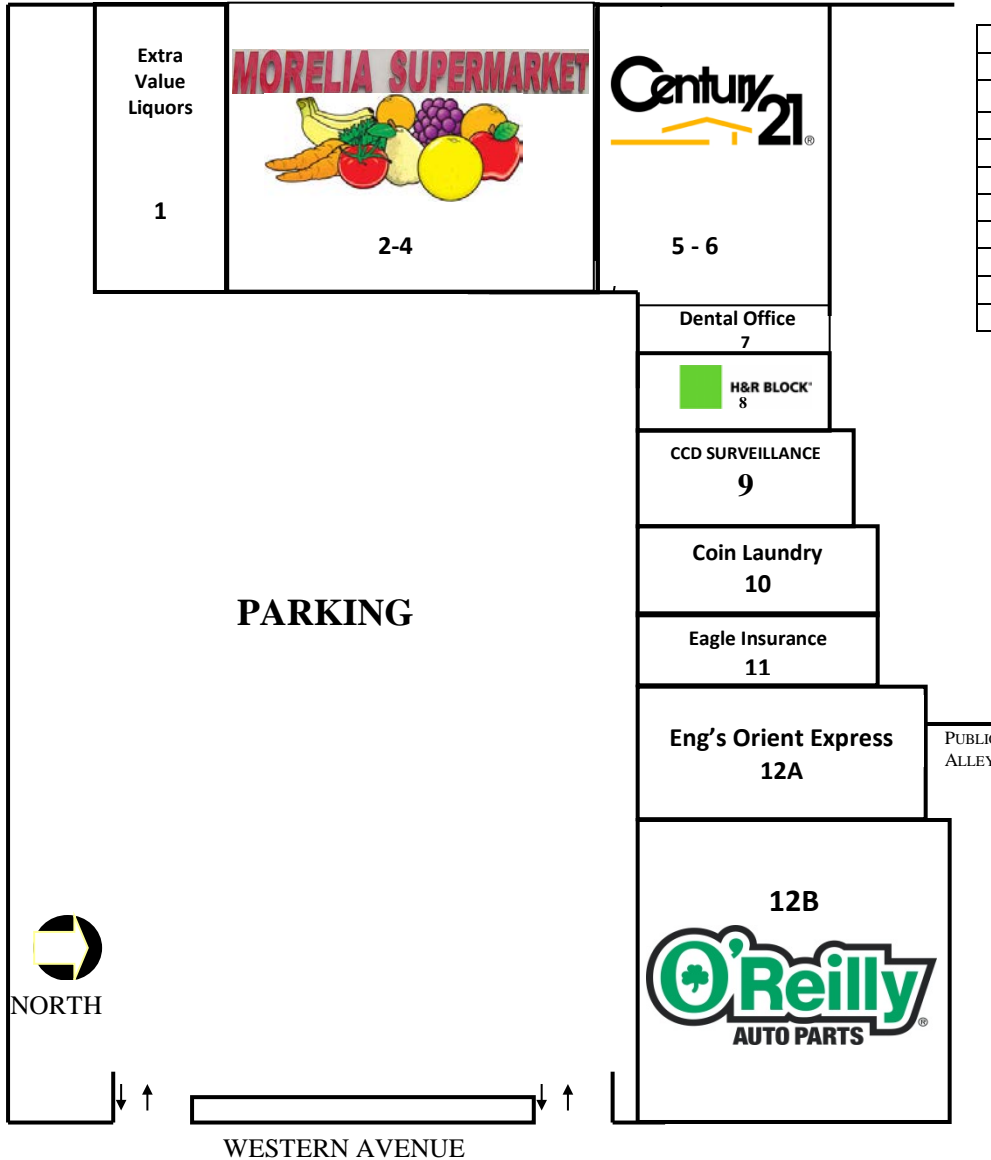 Extra
Value
Liquors
1
MORELIA SUPERMARKET
2-4
Century 21®
5 - 6
Dental Office
7
H&R BLOCK®
8
CCD SURVEILLANCE
9
Coin Laundry
10
Eagle Insurance
11
Eng's Orient Express
12A
PUBLIC
ALLEY
PARKING
12B
O'Reilly®
AUTO PARTS
NORTH
WESTERN AVENUE